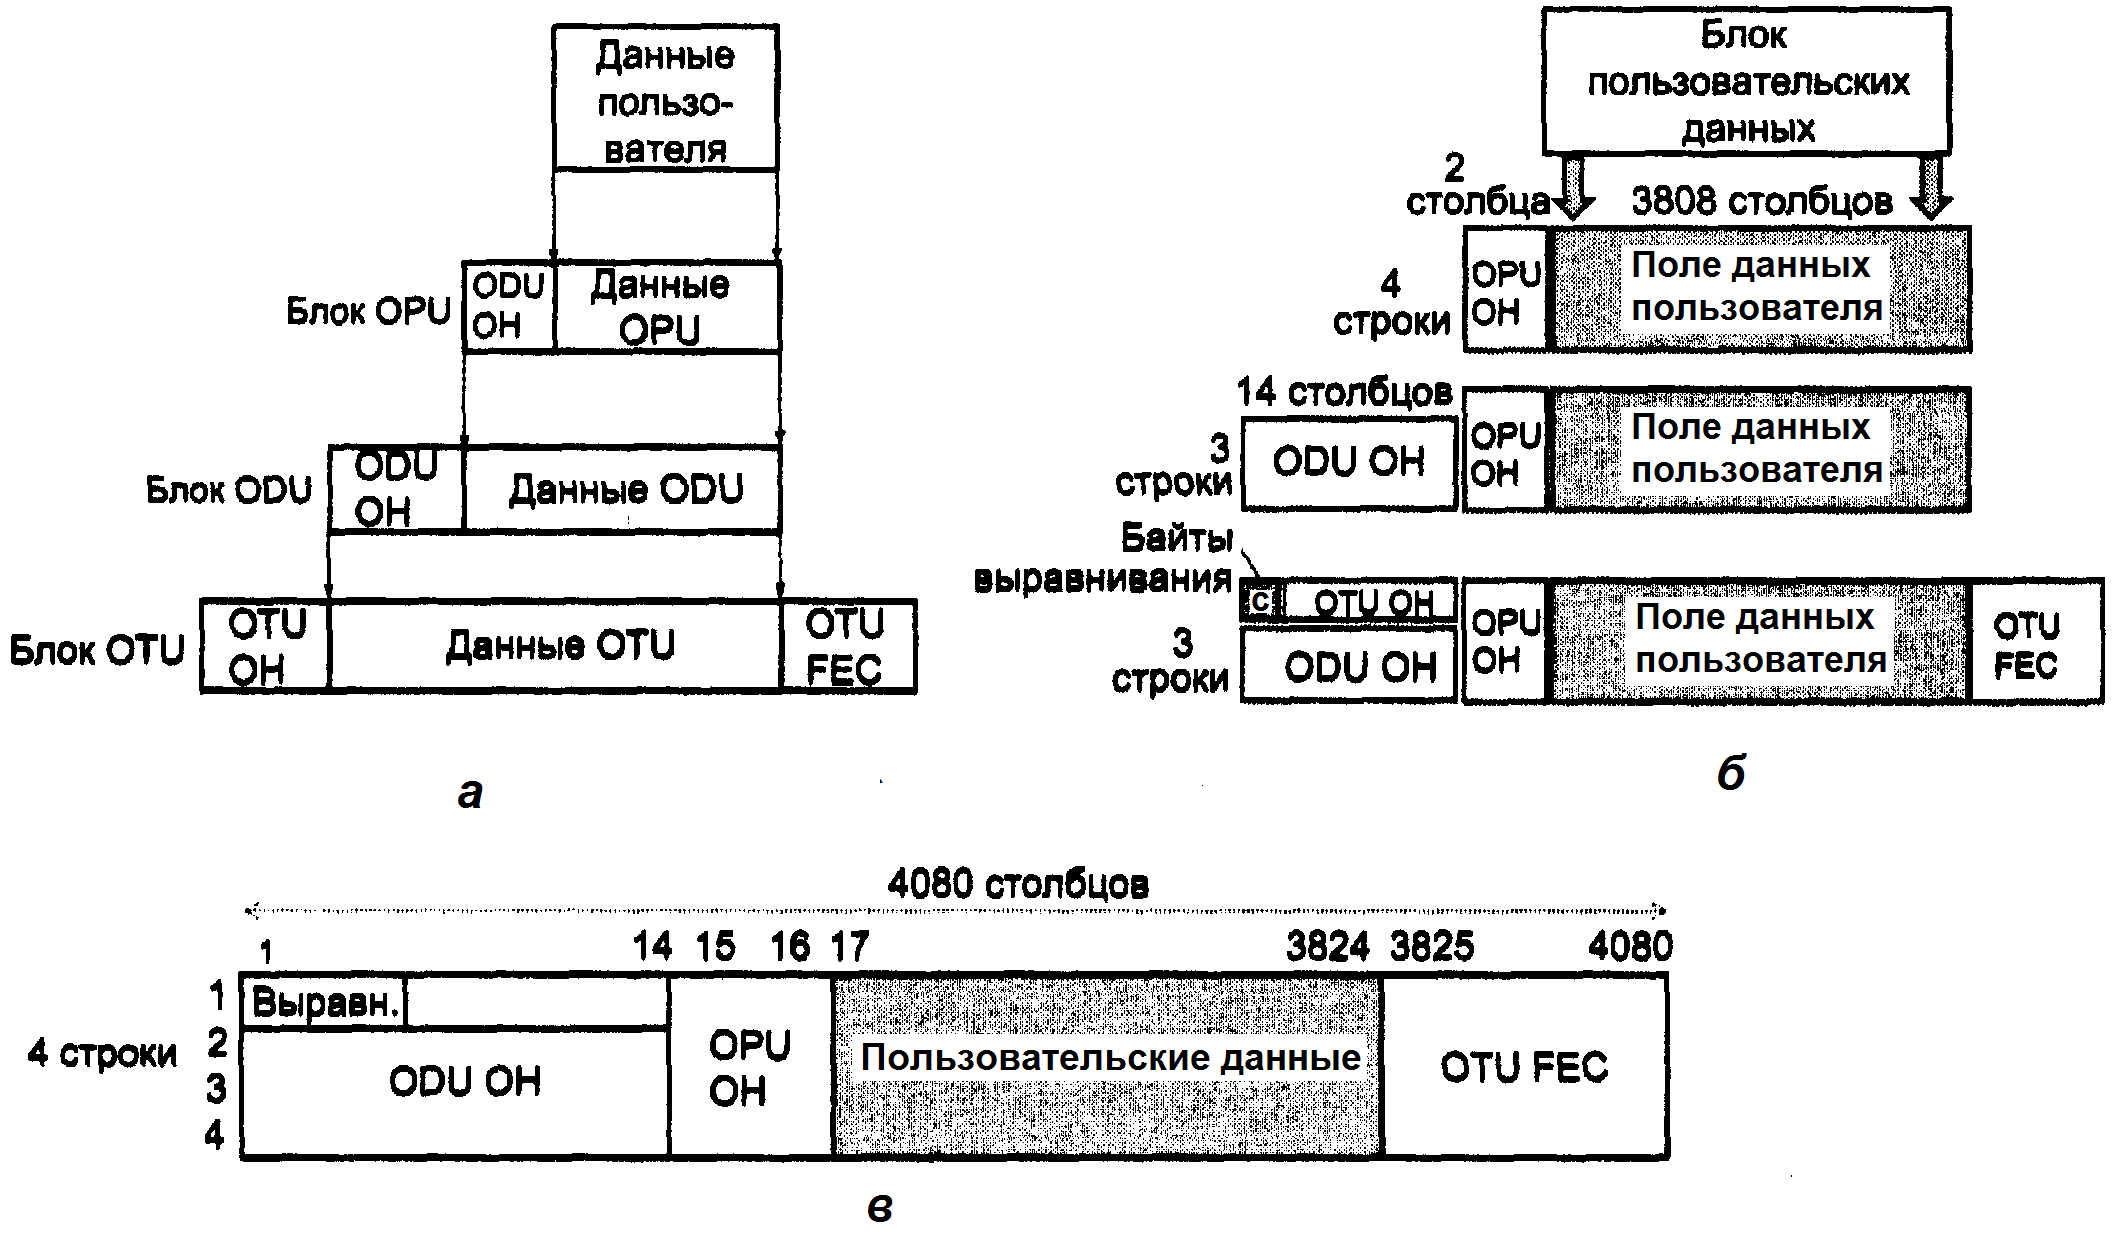 Данные
пользо-
вателя
Блок OPU
ODU
OH
Данные
OPU
Блок ODU
ODU
OH
Данные ODU
Блок OTU
OTU
OH
Данные OTU
OTU
FEC
а
Блок
пользовательских
данных
2
столбца
3808 столбцов
4
строки
OPU
OH
Поле данных
пользователя
14 столбцов
3
строки
ODU OH
OPU
OH
Поле данных
пользователя
Байты
выравнивания
с
OTU OH
3
строки
ODU OH
OPU
OH
Поле данных
пользователя
OTU
FEC
б
4080 столбцов
1 14 15 16 17 3824 3825 4080
4 строки
1
2
3
4
Выравн.
ODU OH
OPU
OH
Пользовательские данные
OTU FEC
в